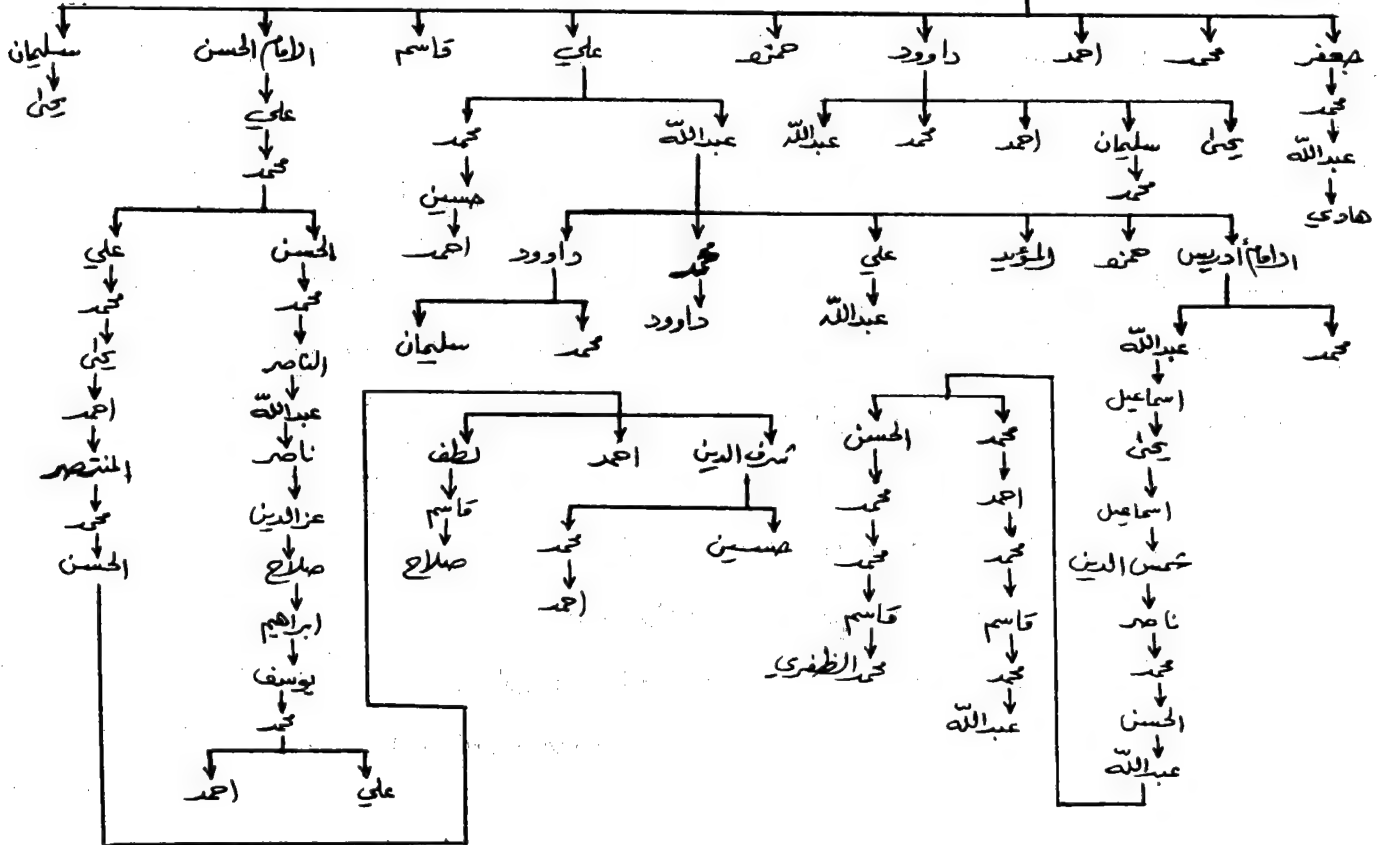 جعفر محمد احمد داوود حمزه علي قاسم الامام الحسن سليمان
محمد علي يحيى
يحيى سليمان احمد محمد عبدالله عبدالله محمد
عبدالله محمد
محمد حسين
هادي
الامام أدريس حمزه المؤيد علي محمد داوود احمد الحسن علي
عبدالله داوود محمد محمد
محمد عبدالله محمد سليمان يحيى
الناصر
اسماعيل عبدالله احمد
محمد الحسن شرف الدين احمد لطف
يحيى ناصر المنتصر
احمد محمد قاسم
اسماعيل عزالدين محمد
محمد محمد حسين محمد صلاح
شمس الدين صلاح الحسن
احمد
ناصر قاسم قاسم ابراهيم
محمد محمد محمد الظفري يوسف
الحسن عبدالله محمد
عبدالله علي احمد